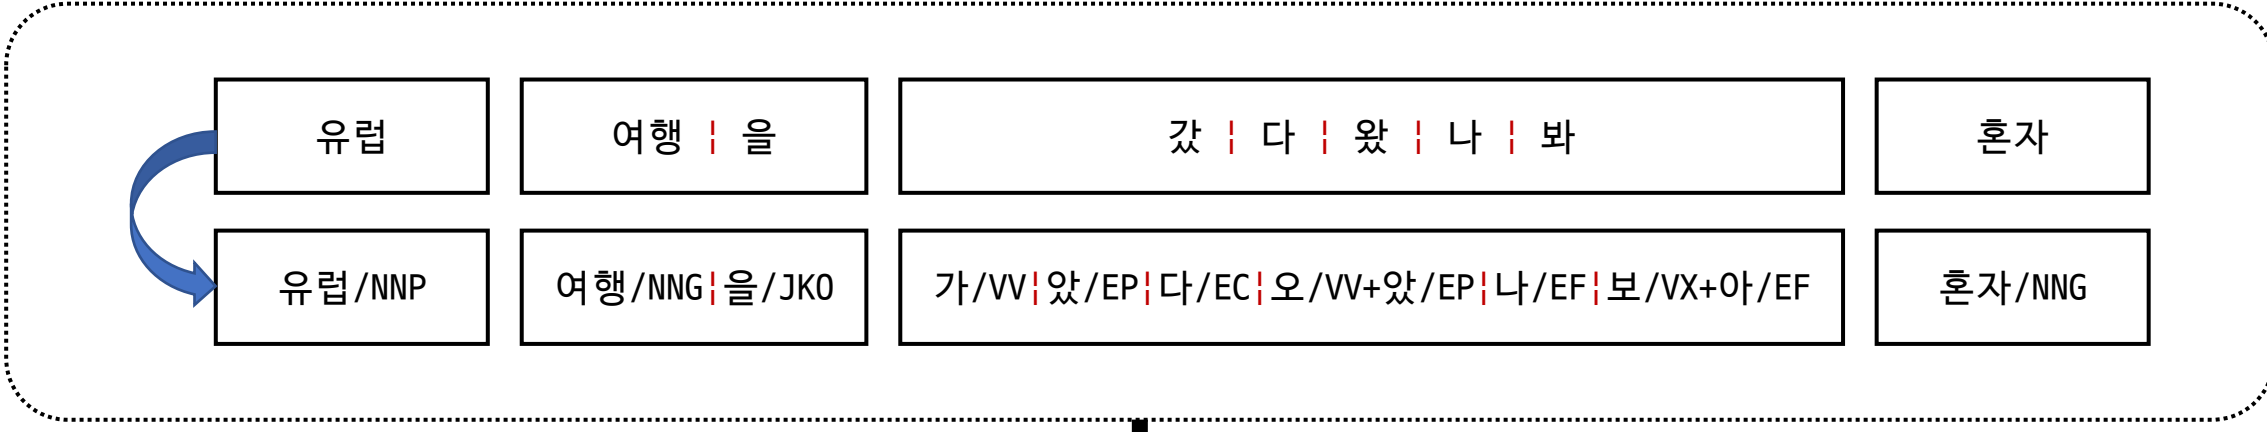 유럽 여행 ¦ 을 갔 ¦ 다 ¦ 왔 ¦ 나 ¦ 봐 혼자
유럽/NNP 여행/NNG¦을/JKO 가/VV¦았/EP¦다/EC¦오/VV+았/EP¦나/EF¦보/VX+아/EF 혼자/NNG